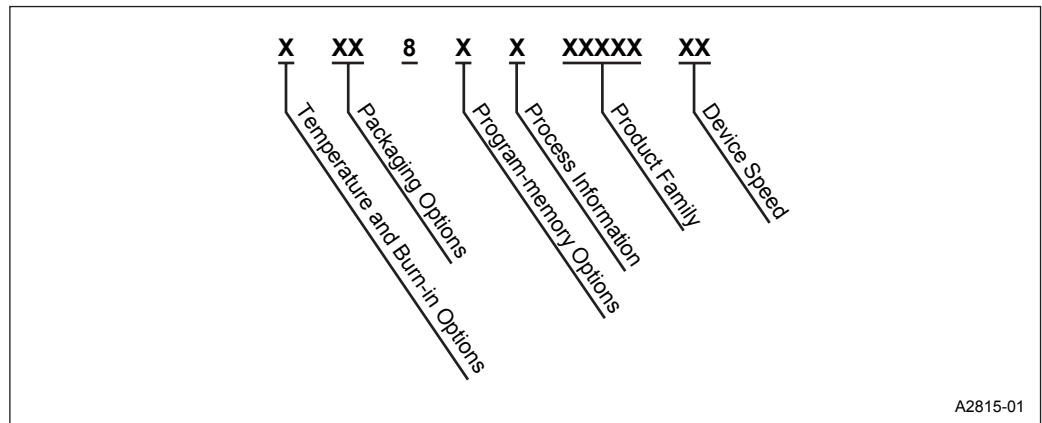 X XX 8 X X XXXXX XX
Temperature and Burn-in Options
Packaging Options
Program-memory Options
Process Information
Product Family
Device Speed
A2815-01